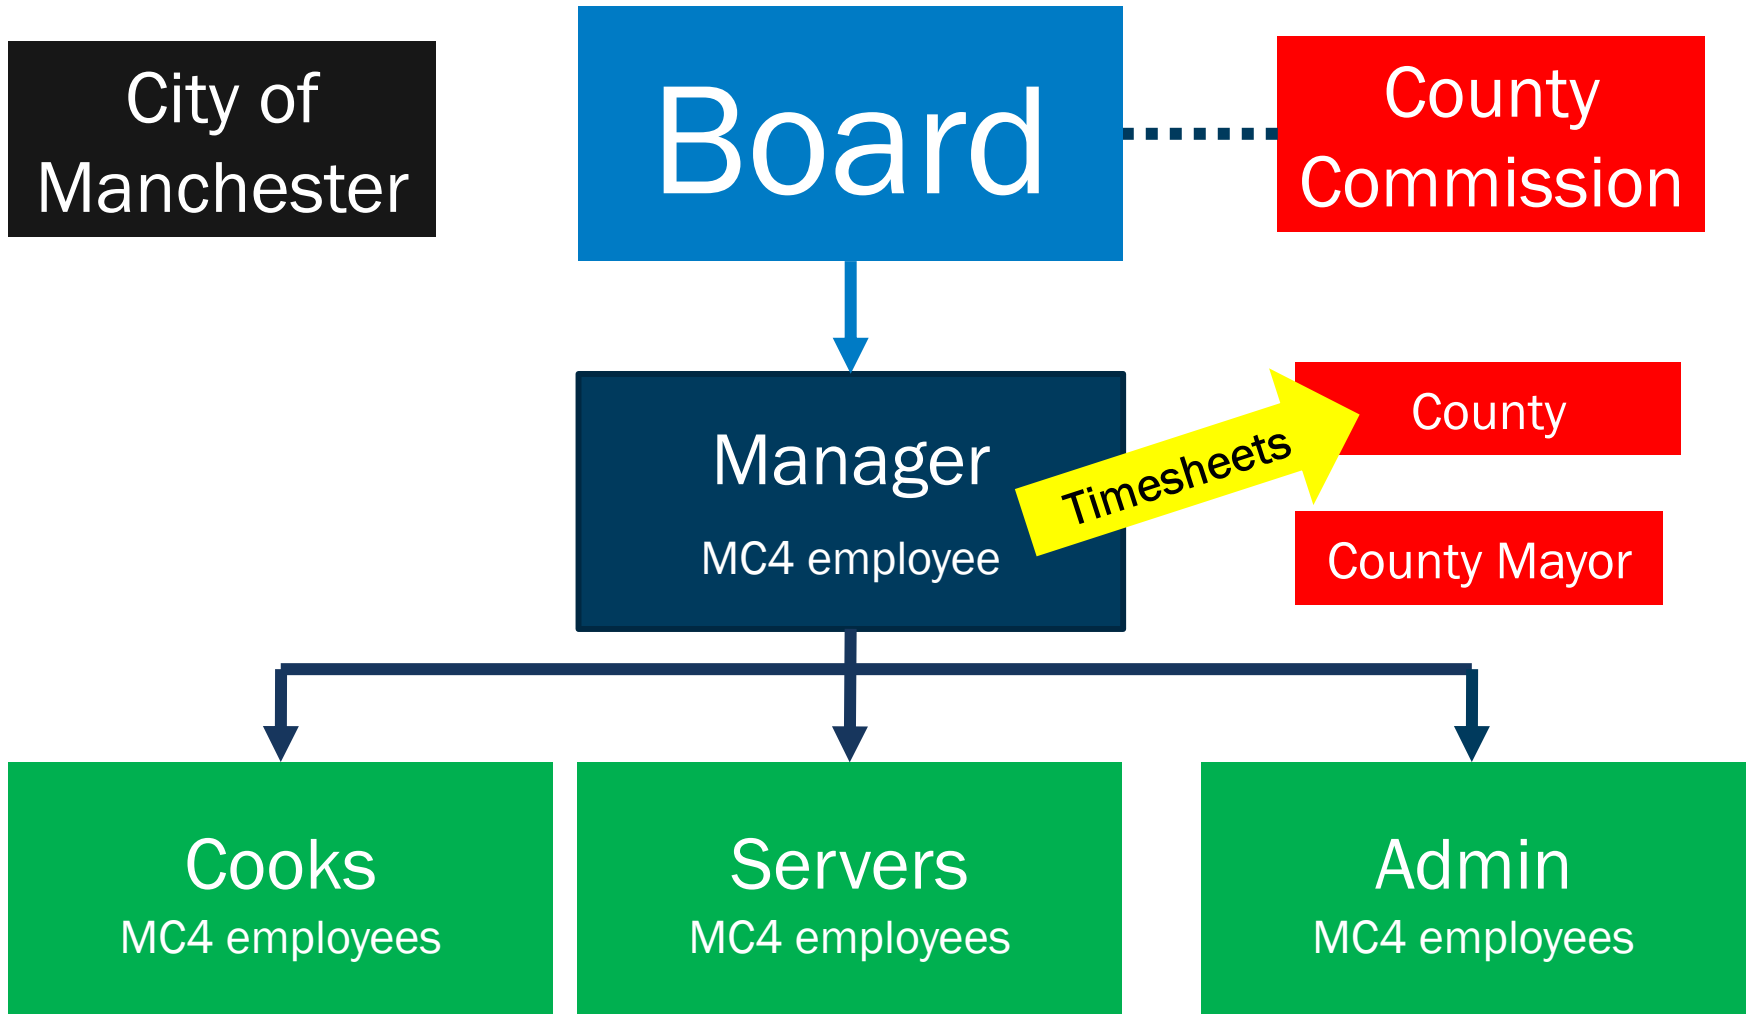 City of
Manchester
Board
County
Commission
Manager
MC4 employee
Timesheets
County
County Mayor
Cooks
MC4 employees
Servers
MC4 employees
Admin
MC4 employees